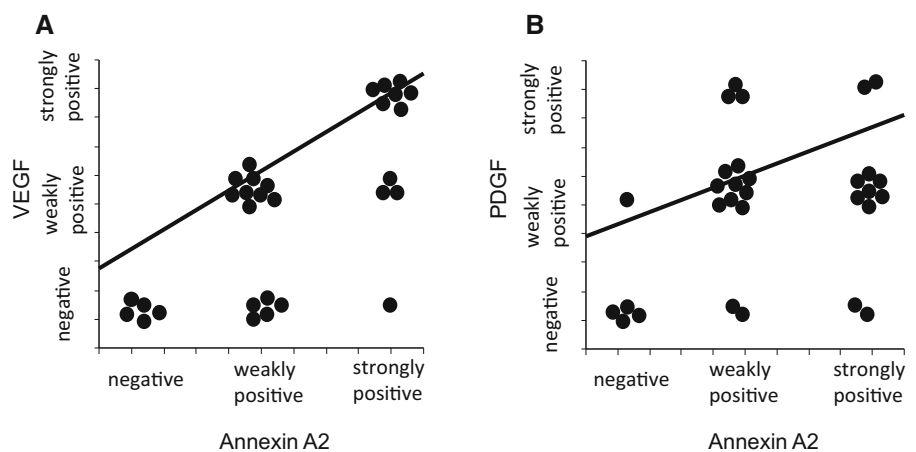 A
VEGF
strongly
positive
weakly
positive
negative
negative
weakly
positive
strongly
positive
Annexin A2
B
PDGF
strongly
positive
weakly
positive
negative
negative
weakly
positive
strongly
positive
Annexin A2